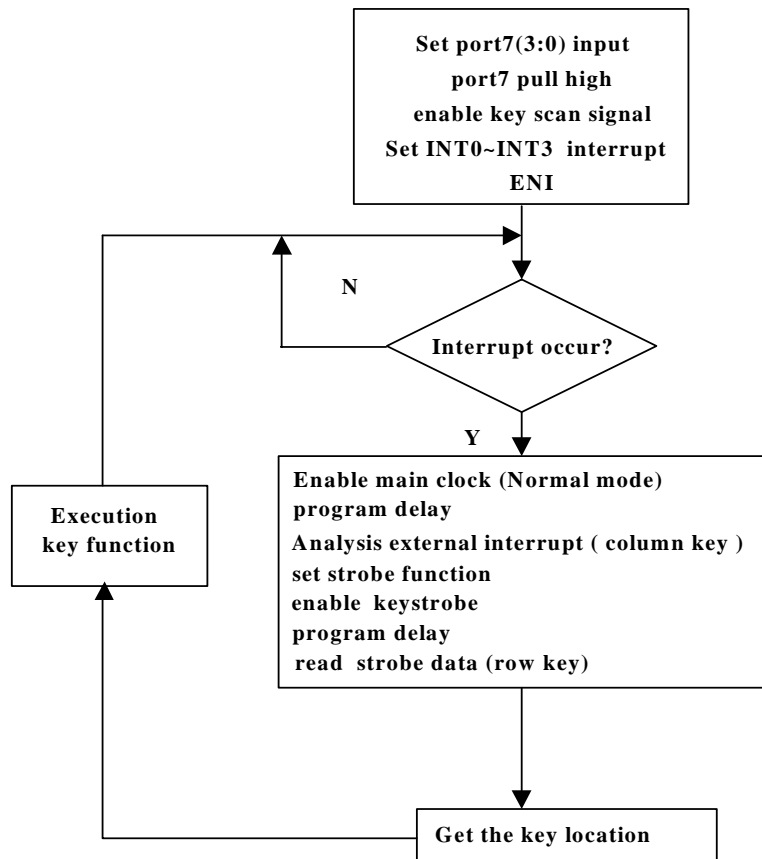 Set port7(3:0) input
port7 pull high
enable key scan signal
Set INT0~INT3 interrupt
ENI
N
Interrupt occur?
Y
Enable main clock (Normal mode)
program delay
Analysis external interrupt ( column key )
set strobe function
enable keystrobe
program delay
read strobe data (row key)
Execution
key function
Get the key location